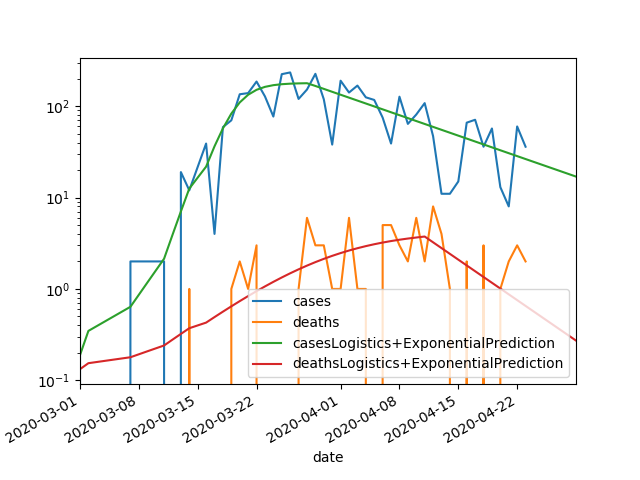 10²
10¹
10⁰
10⁻¹
2020-03-01
2020-03-08
2020-03-15
2020-03-22
2020-04-01
2020-04-08
2020-04-15
2020-04-22
date
cases
deaths
casesLogistics+ExponentialPrediction
deathsLogistics+ExponentialPrediction